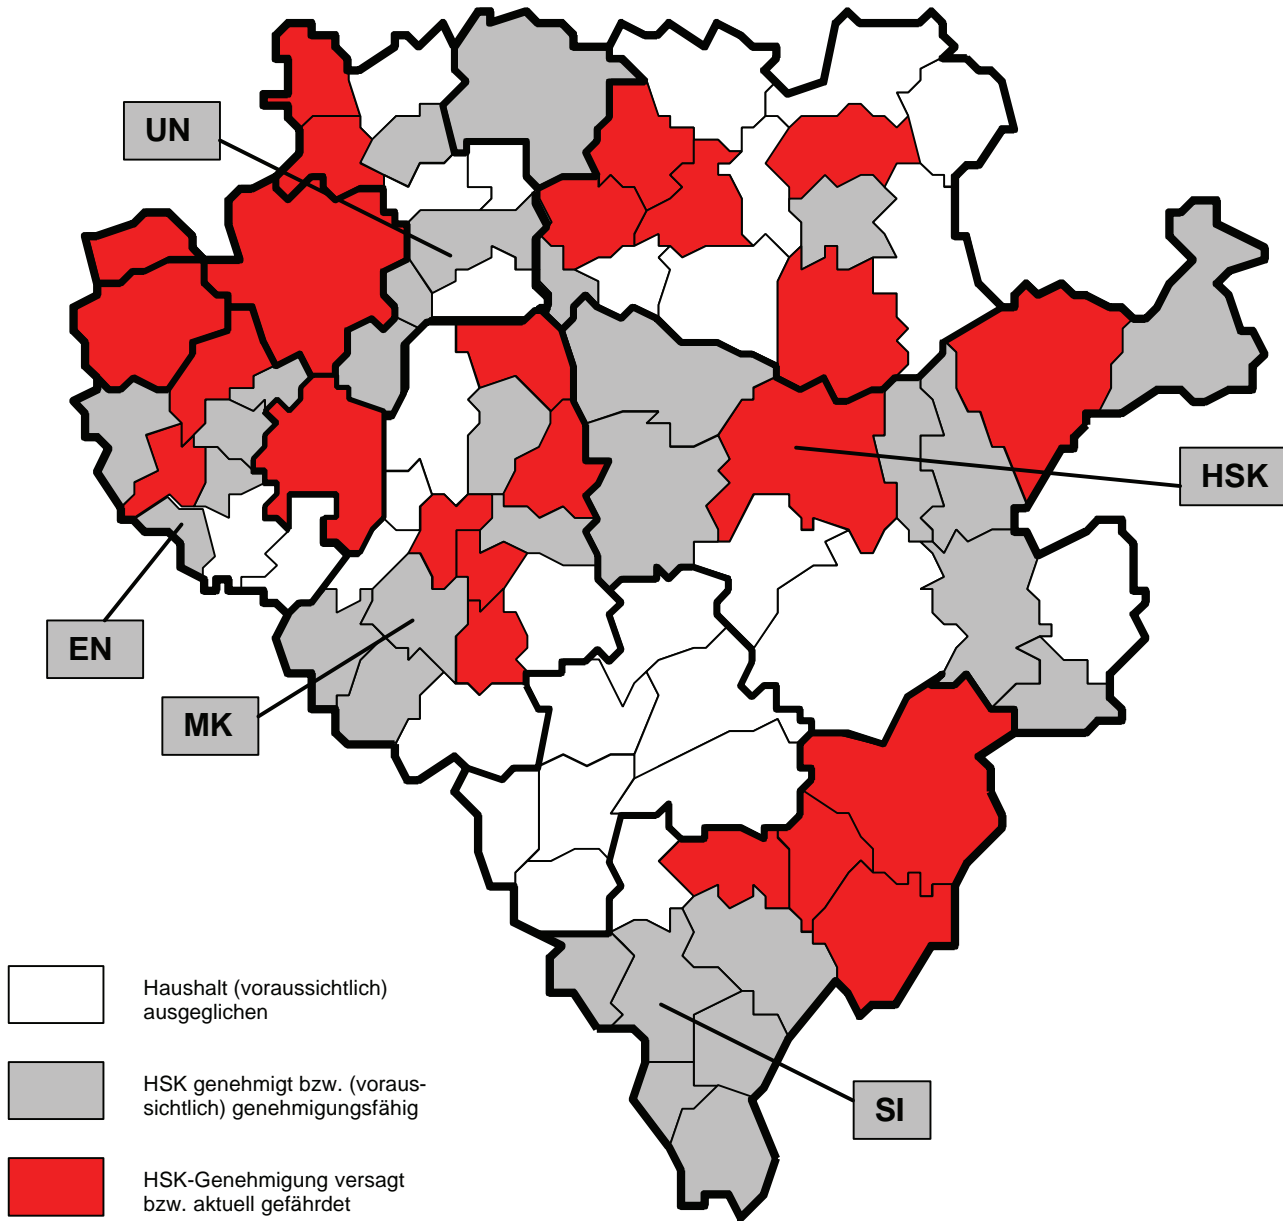 UN
HSK
EN
MK
SI
Haushalt (voraussichtlich)
ausgeglichen
HSK genehmigt bzw. (voraus-
sichtlich) genehmigungsfähig
HSK-Genehmigung versagt
bzw. aktuell gefährdet